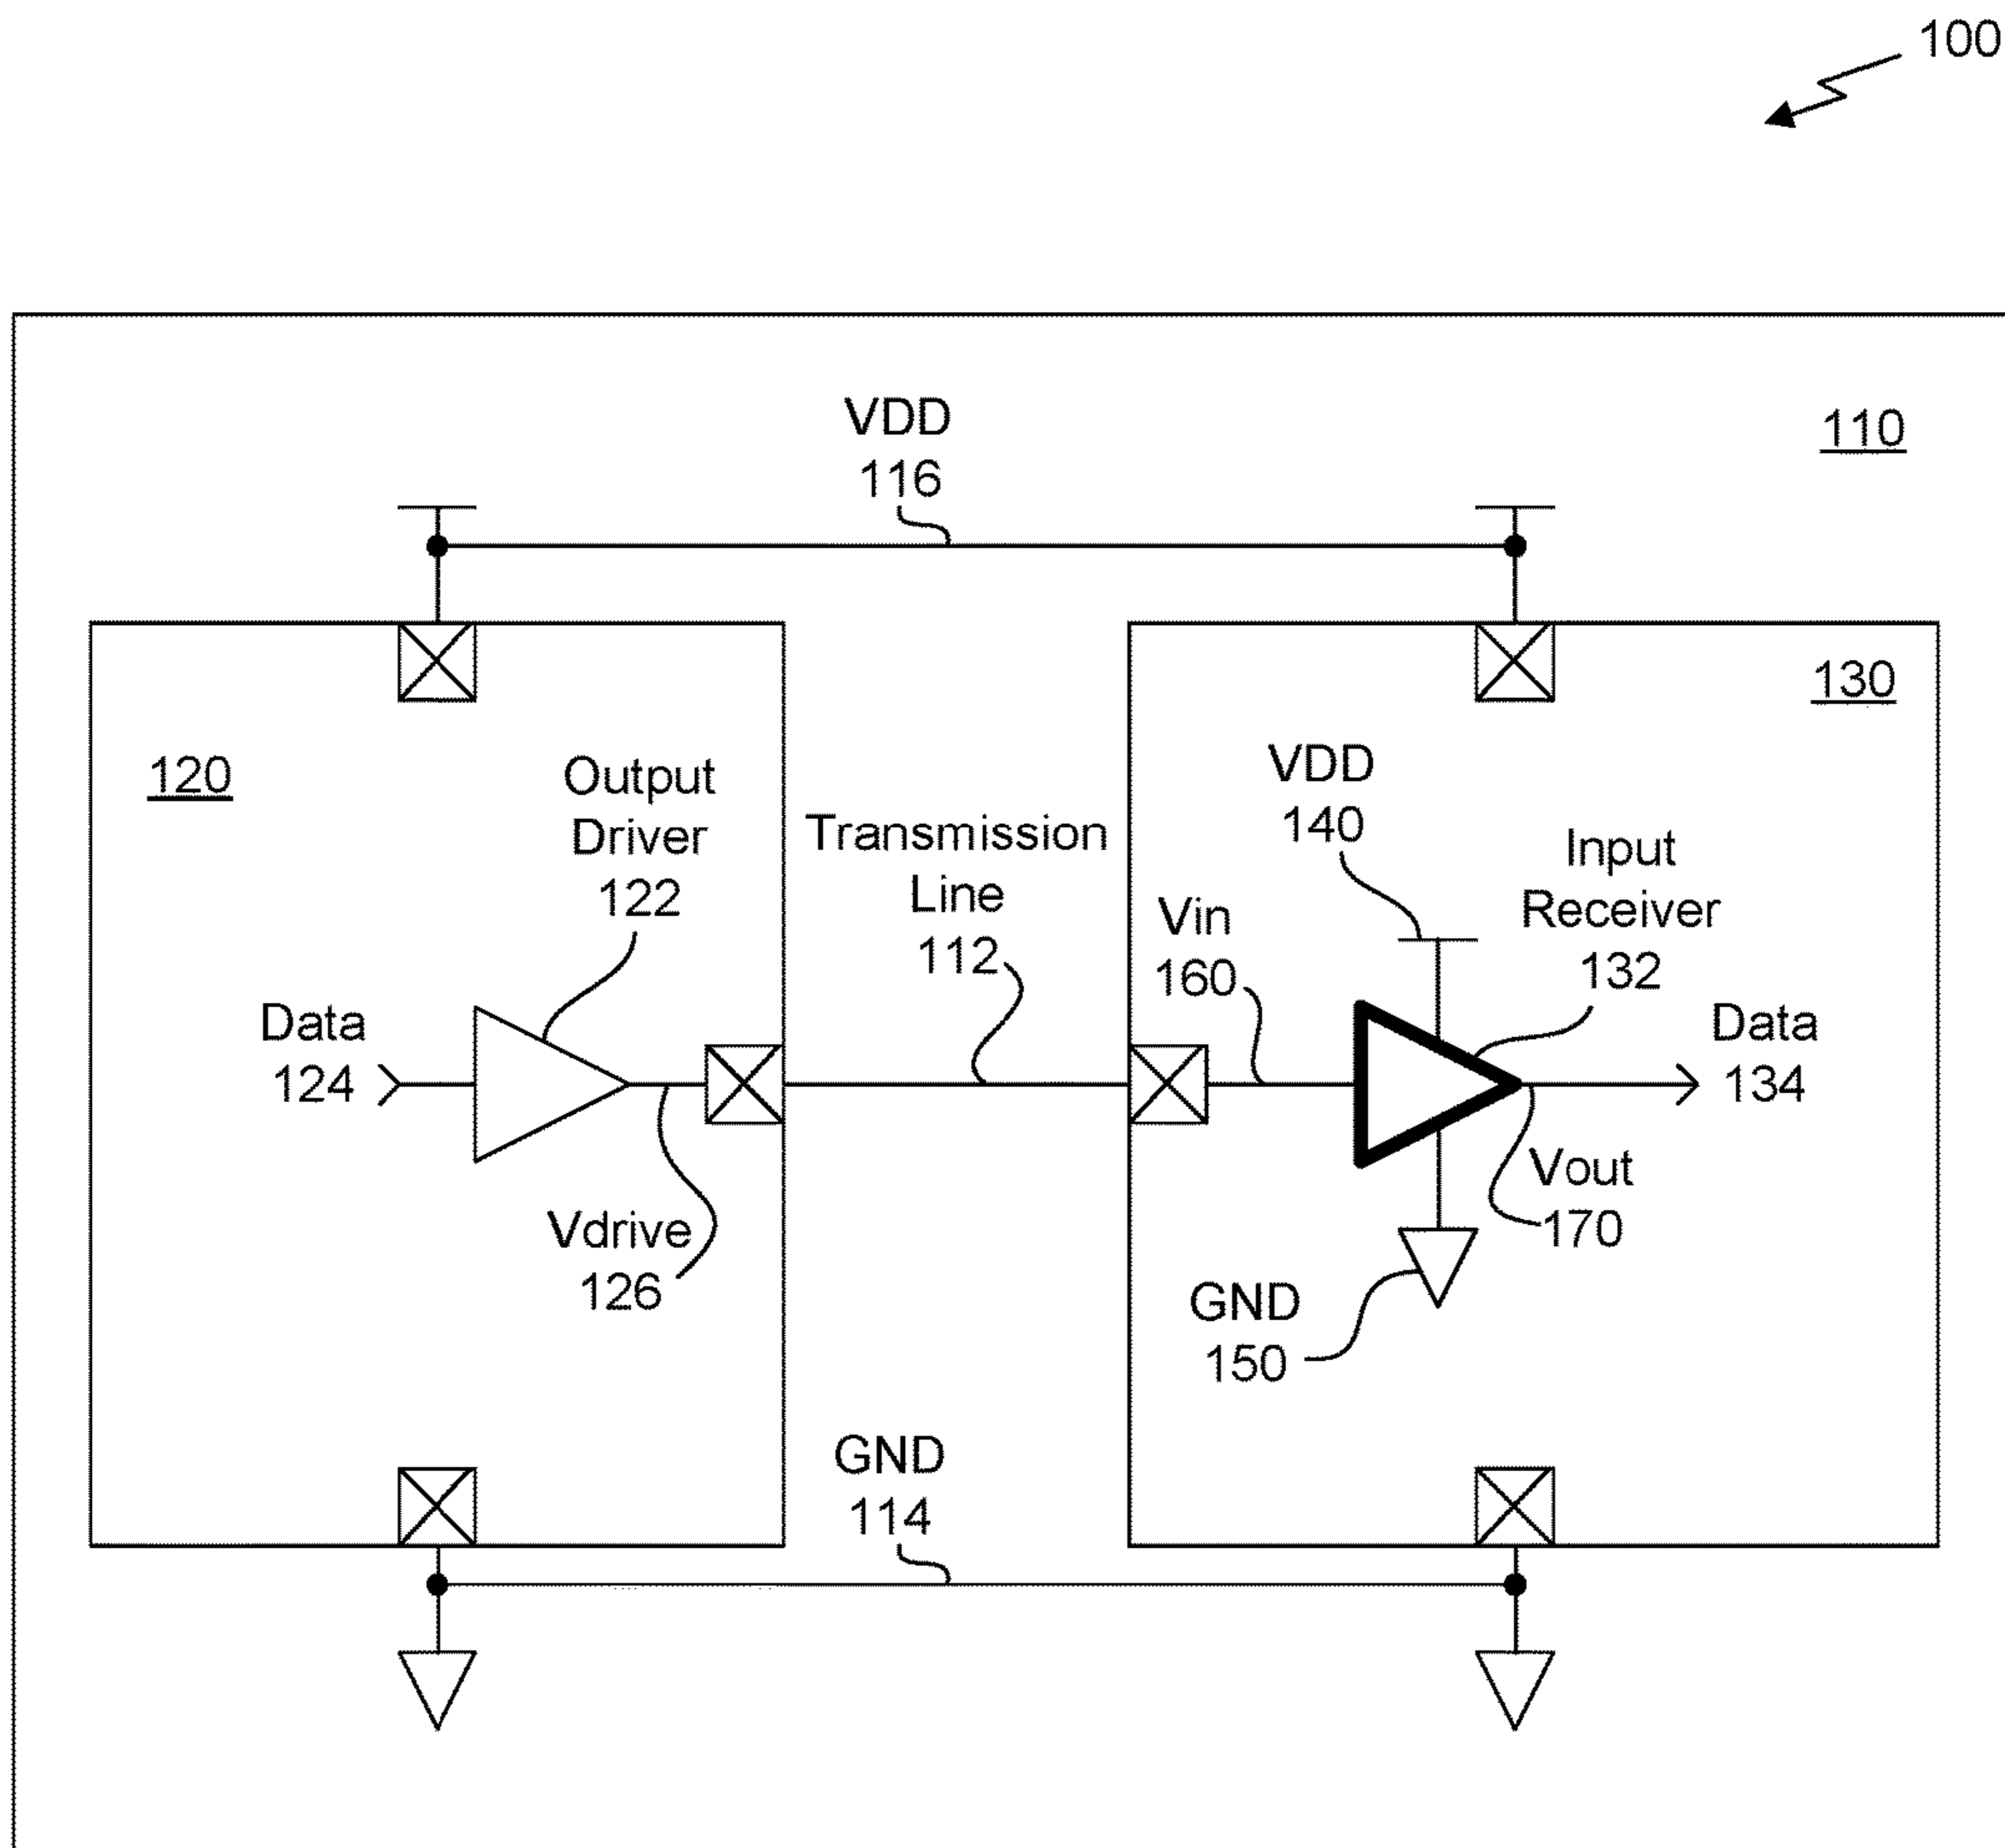 100
VDD
116
110
130
120
Output
Driver
122
Transmission
Line
112
VDD
140
Input
Receiver
132
Vin
160
Data
124
Data
134
Vdrive
126
Vout
170
GND
150
GND
114